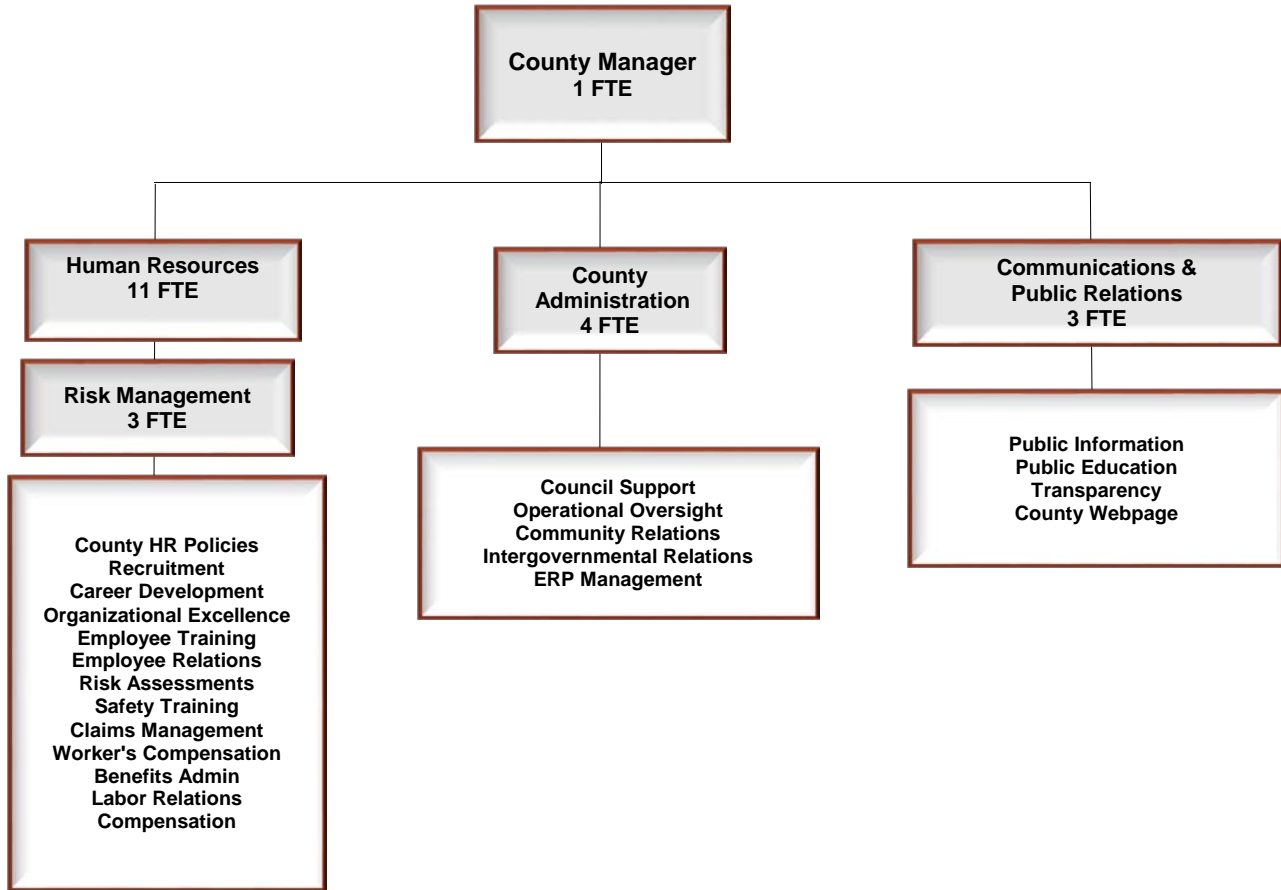 County Manager
1 FTE
Human Resources
11 FTE
County
Administration
4 FTE
Communications &
Public Relations
3 FTE
Risk Management
3 FTE
County HR Policies
Recruitment
Career Development
Organizational Excellence
Employee Training
Employee Relations
Risk Assessments
Safety Training
Claims Management
Worker's Compensation
Benefits Admin
Labor Relations
Compensation
Council Support
Operational Oversight
Community Relations
Intergovernmental Relations
ERP Management
Public Information
Public Education
Transparency
County Webpage